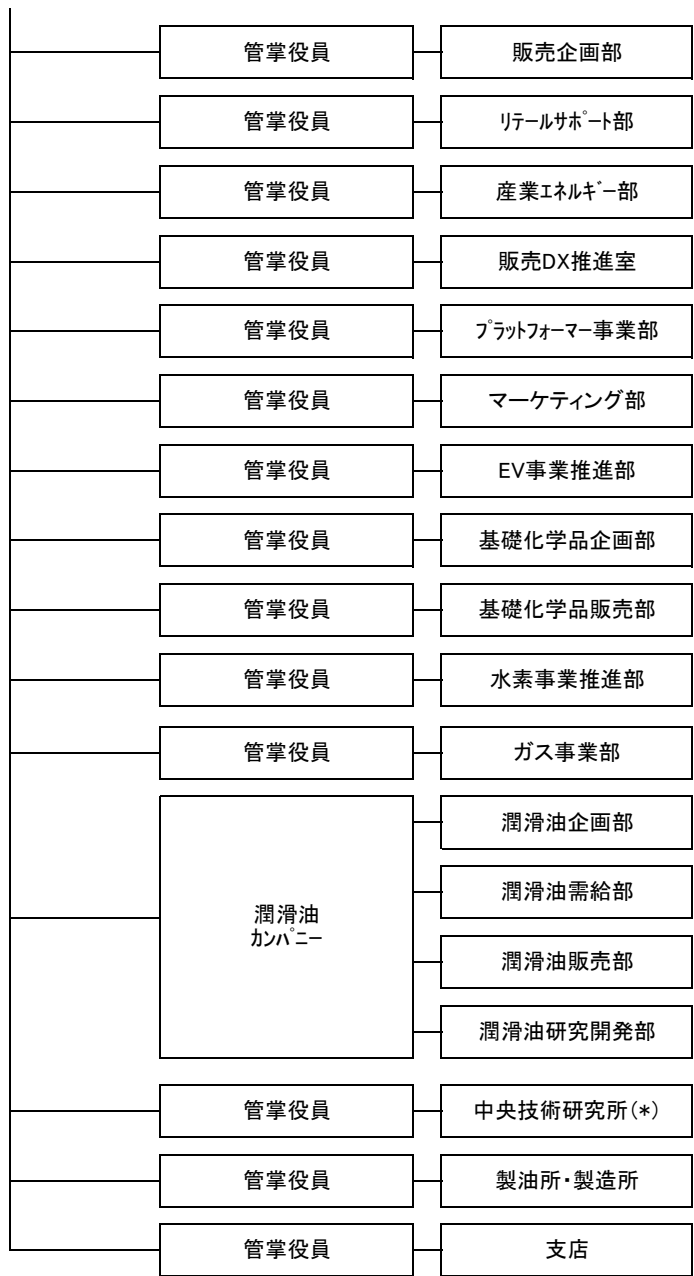 管掌役員 販売企画部
管掌役員 ﾘﾃｰﾙｻﾎﾟｰﾄ部
管掌役員 産業ｴﾈﾙｷﾞｰ部
管掌役員 販売DX推進室
管掌役員 ﾌﾟﾗｯﾄﾌｫｰﾏｰ事業部
管掌役員 マーケティング部
管掌役員 EV事業推進部
管掌役員 基礎化学品企画部
管掌役員 基礎化学品販売部
管掌役員 水素事業推進部
管掌役員 ガス事業部
潤滑油
ｶﾝﾊﾟﾆｰ
潤滑油企画部
潤滑油需給部
潤滑油販売部
潤滑油研究開発部
管掌役員 中央技術研究所(*)
管掌役員 製油所・製造所
管掌役員 支店